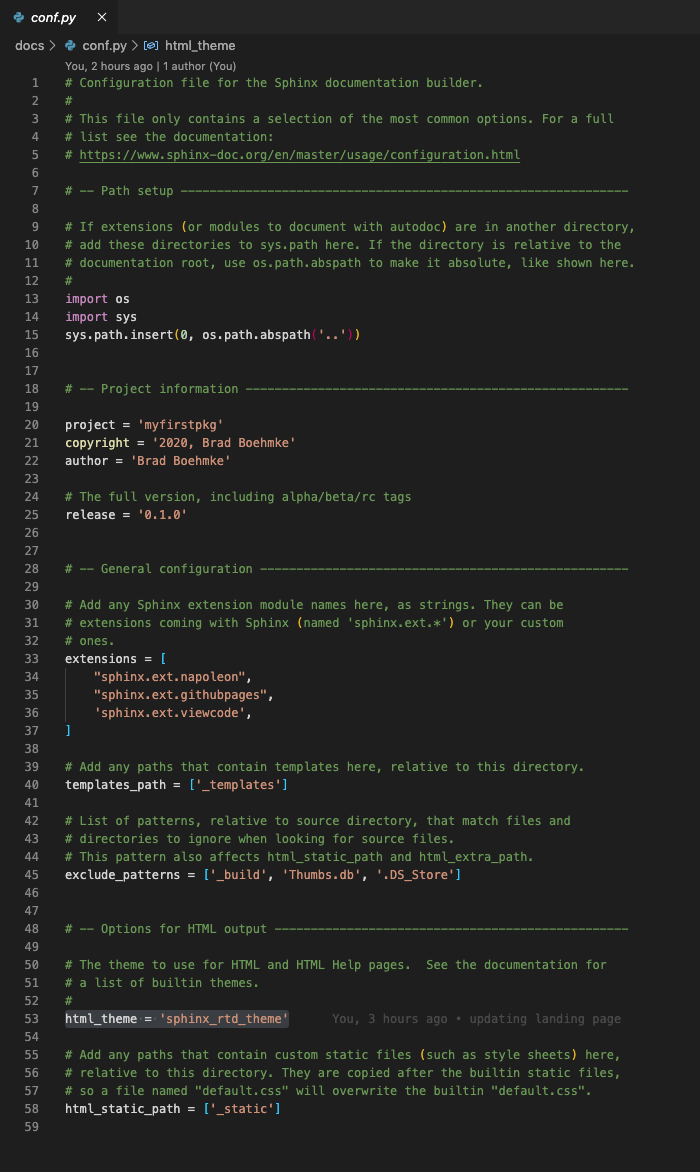 conf.py ×
docs > conf.py > html_theme
You, 2 hours ago | 1 author (You)
1 # Configuration file for the Sphinx documentation builder.
2 #
3 # This file only contains a selection of the most common options. For a full
4 # list see the documentation:
5 # https://www.sphinx-doc.org/en/master/usage/configuration.html
6
7 # -- Path setup --------------------------------------------------------------
8
9 # If extensions (or modules to document with autodoc) are in another directory,
10 # add these directories to sys.path here. If the directory is relative to the
11 # documentation root, use os.path.abspath to make it absolute, like shown here.
12 #
13 import os
14 import sys
15 sys.path.insert(0, os.path.abspath('..'))
16
17
18 # -- Project information -----------------------------------------------------
19
20 project = 'myfirstpkg'
21 copyright = '2020, Brad Boehmke'
22 author = 'Brad Boehmke'
23
24 # The full version, including alpha/beta/rc tags
25 release = '0.1.0'
26
27
28 # -- General configuration ---------------------------------------------------
29
30 # Add any Sphinx extension module names here, as strings. They can be
31 # extensions coming with Sphinx (named 'sphinx.ext.*') or your custom
32 # ones.
33 extensions = [
34     "sphinx.ext.napoleon",
35     "sphinx.ext.githubpages",
36     'sphinx.ext.viewcode',
37 ]
38
39 # Add any paths that contain templates here, relative to this directory.
40 templates_path = ['_templates']
41
42 # List of patterns, relative to source directory, that match files and
43 # directories to ignore when looking for source files.
44 # This pattern also affects html_static_path and html_extra_path.
45 exclude_patterns = ['_build', 'Thumbs.db', '.DS_Store']
46
47
48 # -- Options for HTML output -------------------------------------------------
49
50 # The theme to use for HTML and HTML Help pages.  See the documentation for
51 # a list of builtin themes.
52 #
53 html_theme = 'sphinx_rtd_theme' You, 3 hours ago • updating landing page
54
55 # Add any paths that contain custom static files (such as style sheets) here,
56 # relative to this directory. They are copied after the builtin static files,
57 # so a file named "default.css" will overwrite the builtin "default.css".
58 html_static_path = ['_static']
59